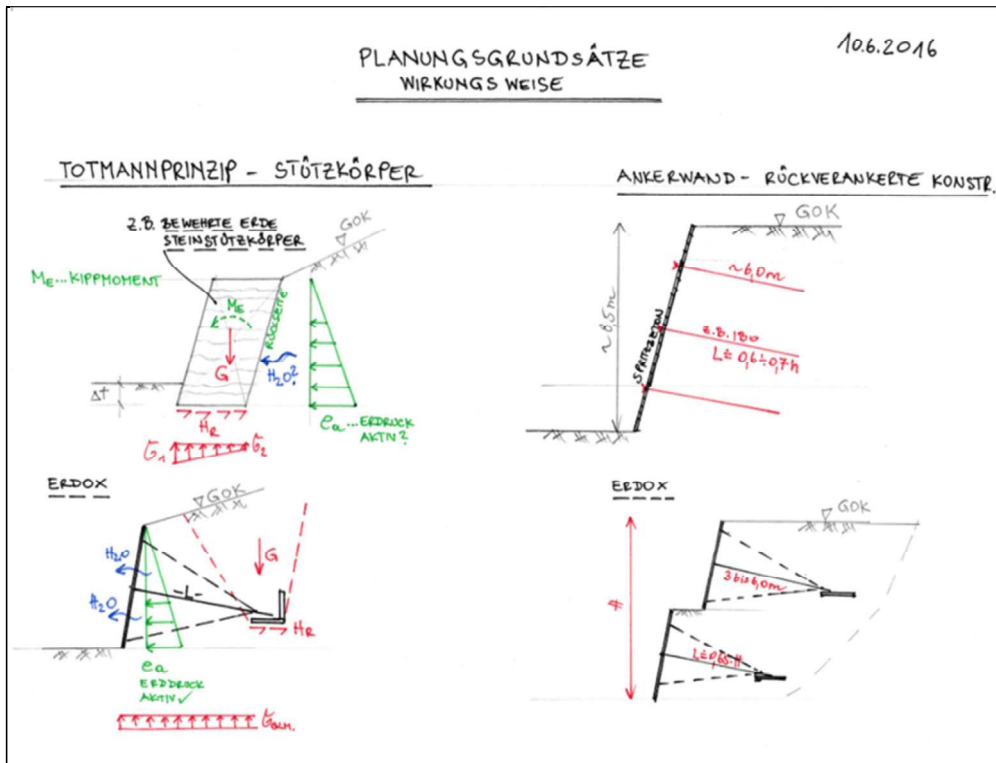 10.6.2016
PLANUNGSGRUNDSÄTZE
WIRKUNGSWEISE
TOTMANNPRINZIP - STÜTZKÖRPER
Z.B. BEWEHRTE ERDE
STEINSTÜTZKÖRPER
GOK
ME...KIPPMOMENT
ME
RÜCKSEITE
G
H2O?
Δt
HR
ea...ERDDRUCK
AKTIV?
σ1
σ2
ANKERWAND - RÜCKVERANKERTE KONSTR.
GOK
~6,0m
~8,5m
SPRITZBETON
z.B. IBO
L ≅ 0,6÷0,7h
ERDOX
GOK
H2O
G
L
H2O
HR
ea
ERDDRUCK
AKTIV ✓
ERDOX
GOK
3 bis 6,0m
H
L ≅ 0,65·H